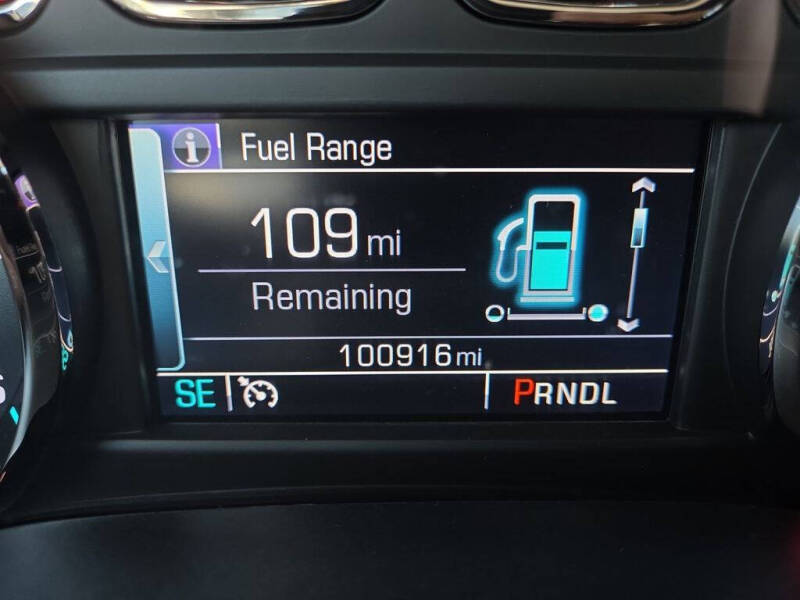 i Fuel Range
109 mi
Remaining
100916 mi
SE PRNDL